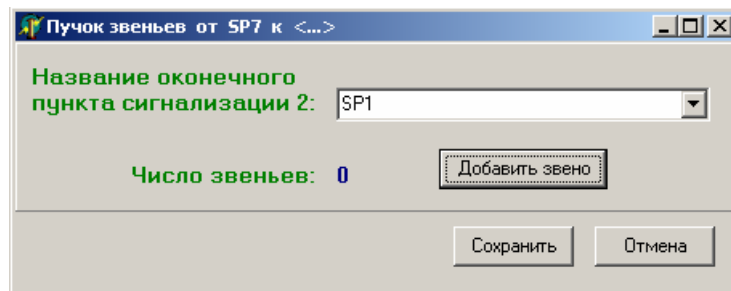 Пучок звеньев от SP7 к <...>
Название оконечного
пункта сигнализации 2: SP1
Число звеньев: 0 Добавить звено
Сохранить Отмена